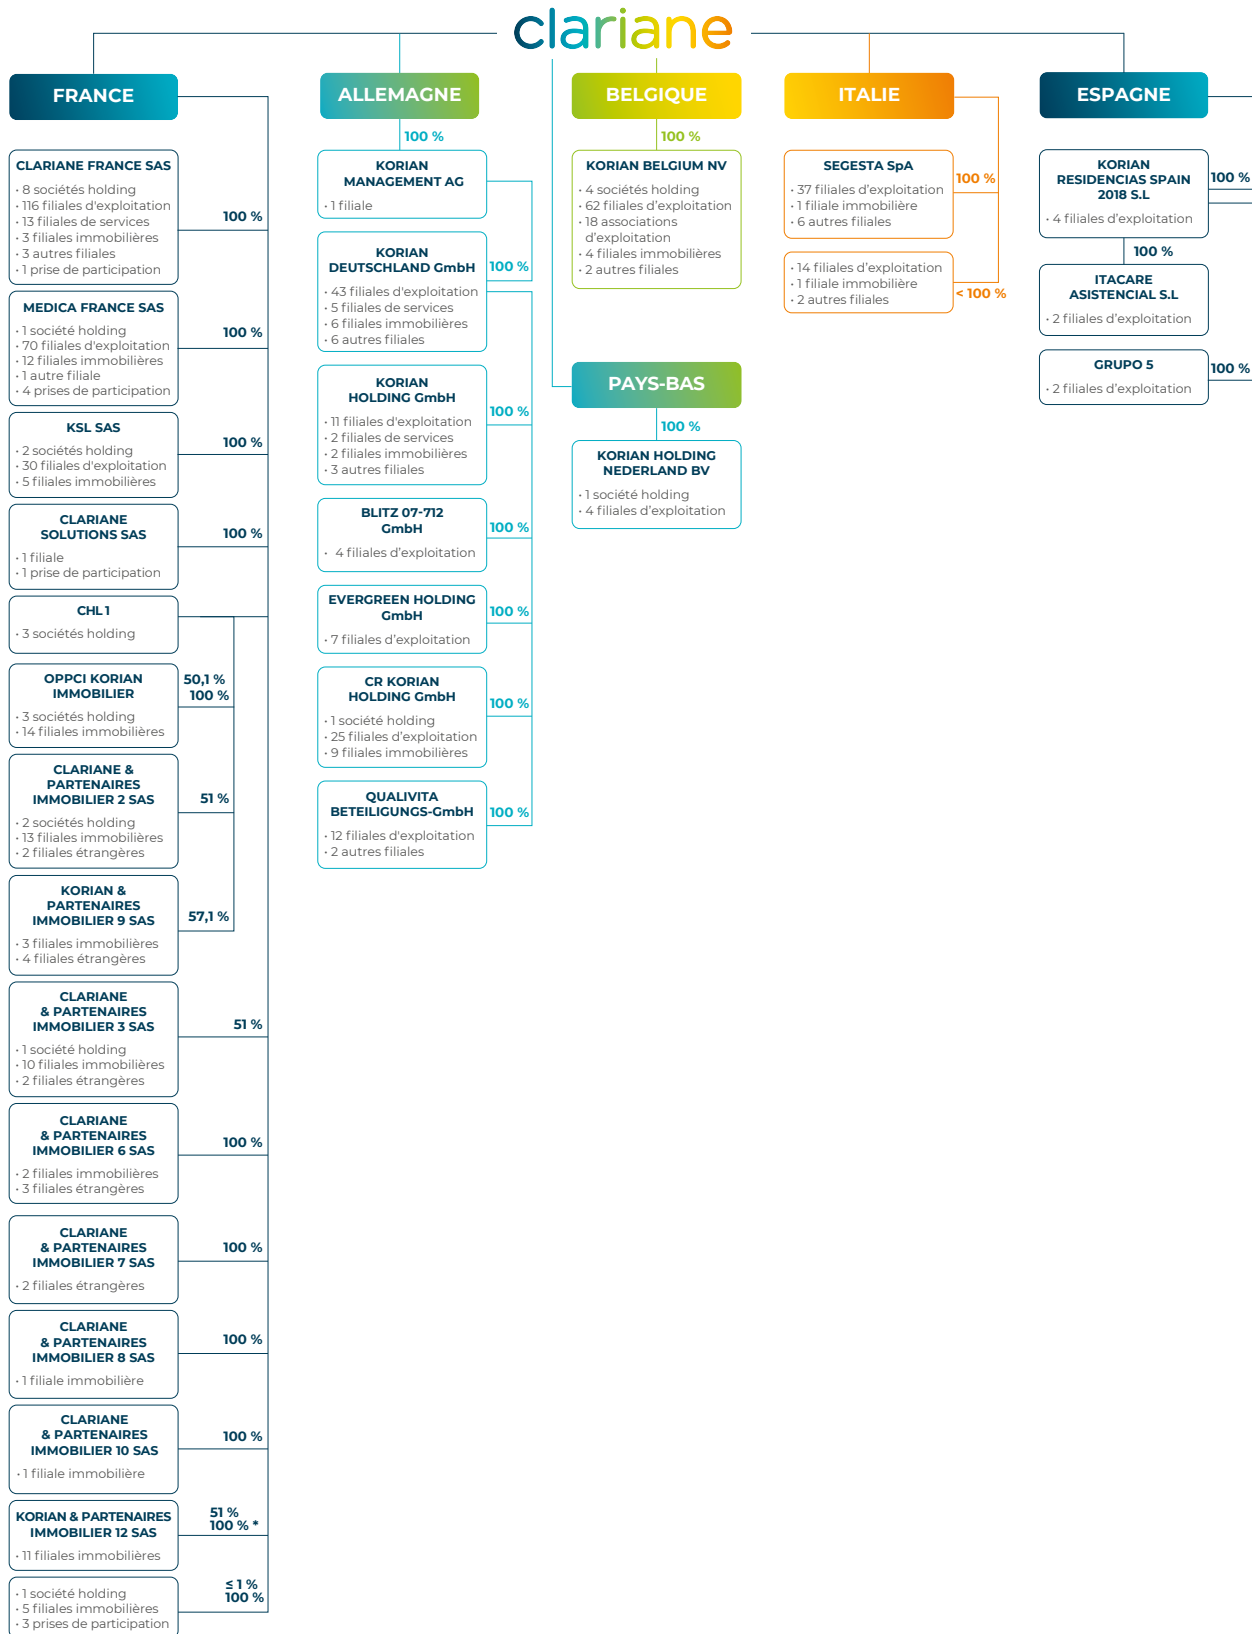 clariane
FRANCE
CLARIANE FRANCE SAS
• 8 sociétés holding
• 116 filiales d'exploitation
• 13 filiales de services
• 3 filiales immobilières
• 3 autres filiales
• 1 prise de participation
100 %
MEDICA FRANCE SAS
• 1 société holding
• 70 filiales d'exploitation
• 12 filiales immobilières
• 1 autre filiale
• 4 prises de participation
100 %
KSL SAS
• 2 sociétés holding
• 30 filiales d'exploitation
• 5 filiales immobilières
100 %
CLARIANE
SOLUTIONS SAS
• 1 filiale
• 1 prise de participation
100 %
CHL 1
• 3 sociétés holding
OPPCI KORIAN
IMMOBILIER
• 3 sociétés holding
• 14 filiales immobilières
50,1 %
100 %
CLARIANE &
PARTENAIRES
IMMOBILIER 2 SAS
• 2 sociétés holding
• 13 filiales immobilières
• 2 filiales étrangères
51 %
KORIAN &
PARTENAIRES
IMMOBILIER 9 SAS
• 3 filiales immobilières
• 4 filiales étrangères
57,1 %
CLARIANE
& PARTENAIRES
IMMOBILIER 3 SAS
• 1 société holding
• 10 filiales immobilières
• 2 filiales étrangères
51 %
CLARIANE
& PARTENAIRES
IMMOBILIER 6 SAS
• 2 filiales immobilières
• 3 filiales étrangères
100 %
CLARIANE
& PARTENAIRES
IMMOBILIER 7 SAS
• 2 filiales étrangères
100 %
CLARIANE
& PARTENAIRES
IMMOBILIER 8 SAS
• 1 filiale immobilière
100 %
CLARIANE
& PARTENAIRES
IMMOBILIER 10 SAS
• 1 filiale immobilière
100 %
KORIAN & PARTENAIRES
IMMOBILIER 12 SAS
• 11 filiales immobilières
51 %
100 % *
• 1 société holding
• 5 filiales immobilières
• 3 prises de participation
≤ 1 %
100 %
ALLEMAGNE
100 %
KORIAN
MANAGEMENT AG
• 1 filiale
KORIAN
DEUTSCHLAND GmbH
• 43 filiales d'exploitation
• 5 filiales de services
• 6 filiales immobilières
• 6 autres filiales
100 %
KORIAN
HOLDING GmbH
• 11 filiales d'exploitation
• 2 filiales de services
• 2 filiales immobilières
• 3 autres filiales
100 %
BLITZ 07-712
GmbH
• 4 filiales d’exploitation
100 %
EVERGREEN HOLDING
GmbH
• 7 filiales d’exploitation
100 %
CR KORIAN
HOLDING GmbH
• 1 société holding
• 25 filiales d’exploitation
• 9 filiales immobilières
100 %
QUALIVITA
BETEILIGUNGS-GmbH
• 12 filiales d'exploitation
• 2 autres filiales
100 %
BELGIQUE
100 %
KORIAN BELGIUM NV
• 4 sociétés holding
• 62 filiales d’exploitation
• 18 associations
d’exploitation
• 4 filiales immobilières
• 2 autres filiales
PAYS-BAS
100 %
KORIAN HOLDING
NEDERLAND BV
• 1 société holding
• 4 filiales d’exploitation
ITALIE
SEGESTA SpA
• 37 filiales d’exploitation
• 1 filiale immobilière
• 6 autres filiales
100 %
• 14 filiales d’exploitation
• 1 filiale immobilière
• 2 autres filiales
< 100 %
ESPAGNE
KORIAN
RESIDENCIAS SPAIN
2018 S.L
• 4 filiales d’exploitation
100 %
100 %
ITACARE
ASISTENCIAL S.L
• 2 filiales d’exploitation
GRUPO 5
• 2 filiales d’exploitation
100 %